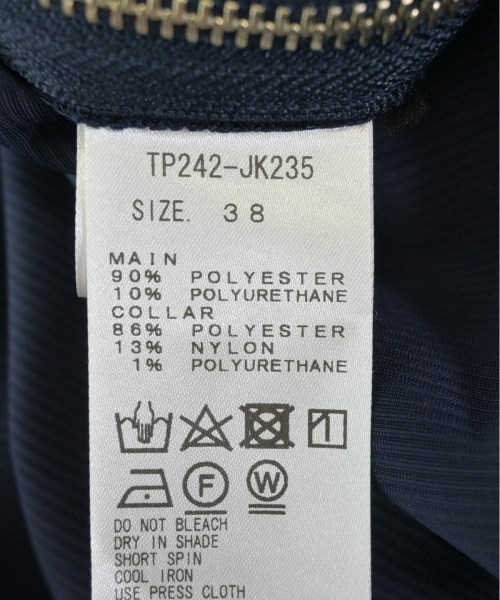 TP242-JK235
SIZE. 38
MAIN
90% POLYESTER
10% POLYURETHANE
COLLAR
86% POLYESTER
13% NYLON
1% POLYURETHANE
F W
DO NOT BLEACH
DRY IN SHADE
SHORT SPIN
COOL IRON
USE PRESS CLOTH